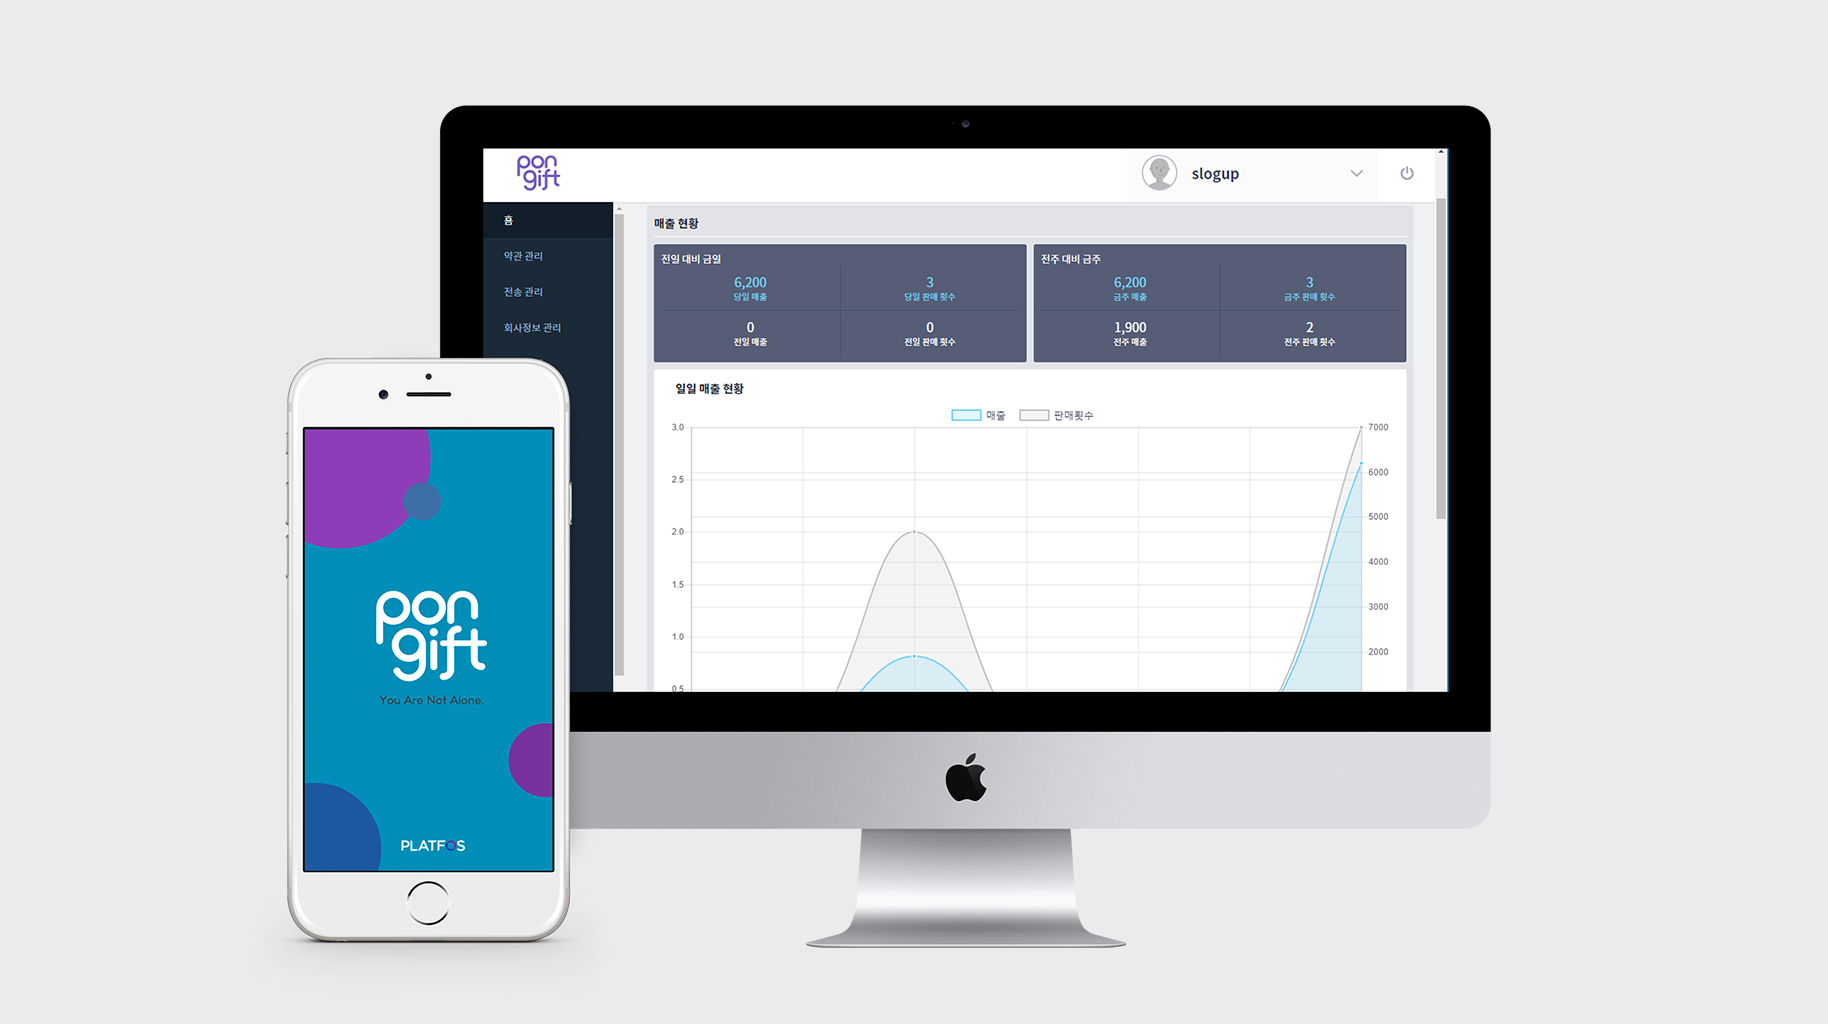 pon
gift
slogup
홈
약관 관리
전송 관리
회사정보 관리
매출 현황
전일 대비 금일
6,200
당일 매출
3
당일 판매 횟수
0
전일 매출
0
전일 판매 횟수
전주 대비 금주
6,200
금주 매출
3
금주 판매 횟수
1,900
전주 매출
2
전주 판매 횟수
일일 매출 현황
매출
판매횟수
3.0
2.5
2.0
1.5
1.0
0.5
7000
6000
5000
4000
3000
2000
pon
gift
You Are Not Alone.
PLATFOS